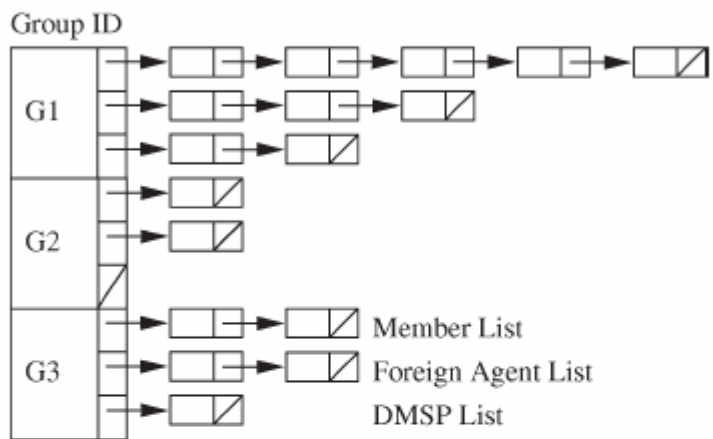 Group ID
G1
G2
G3
Member List
Foreign Agent List
DMSP List